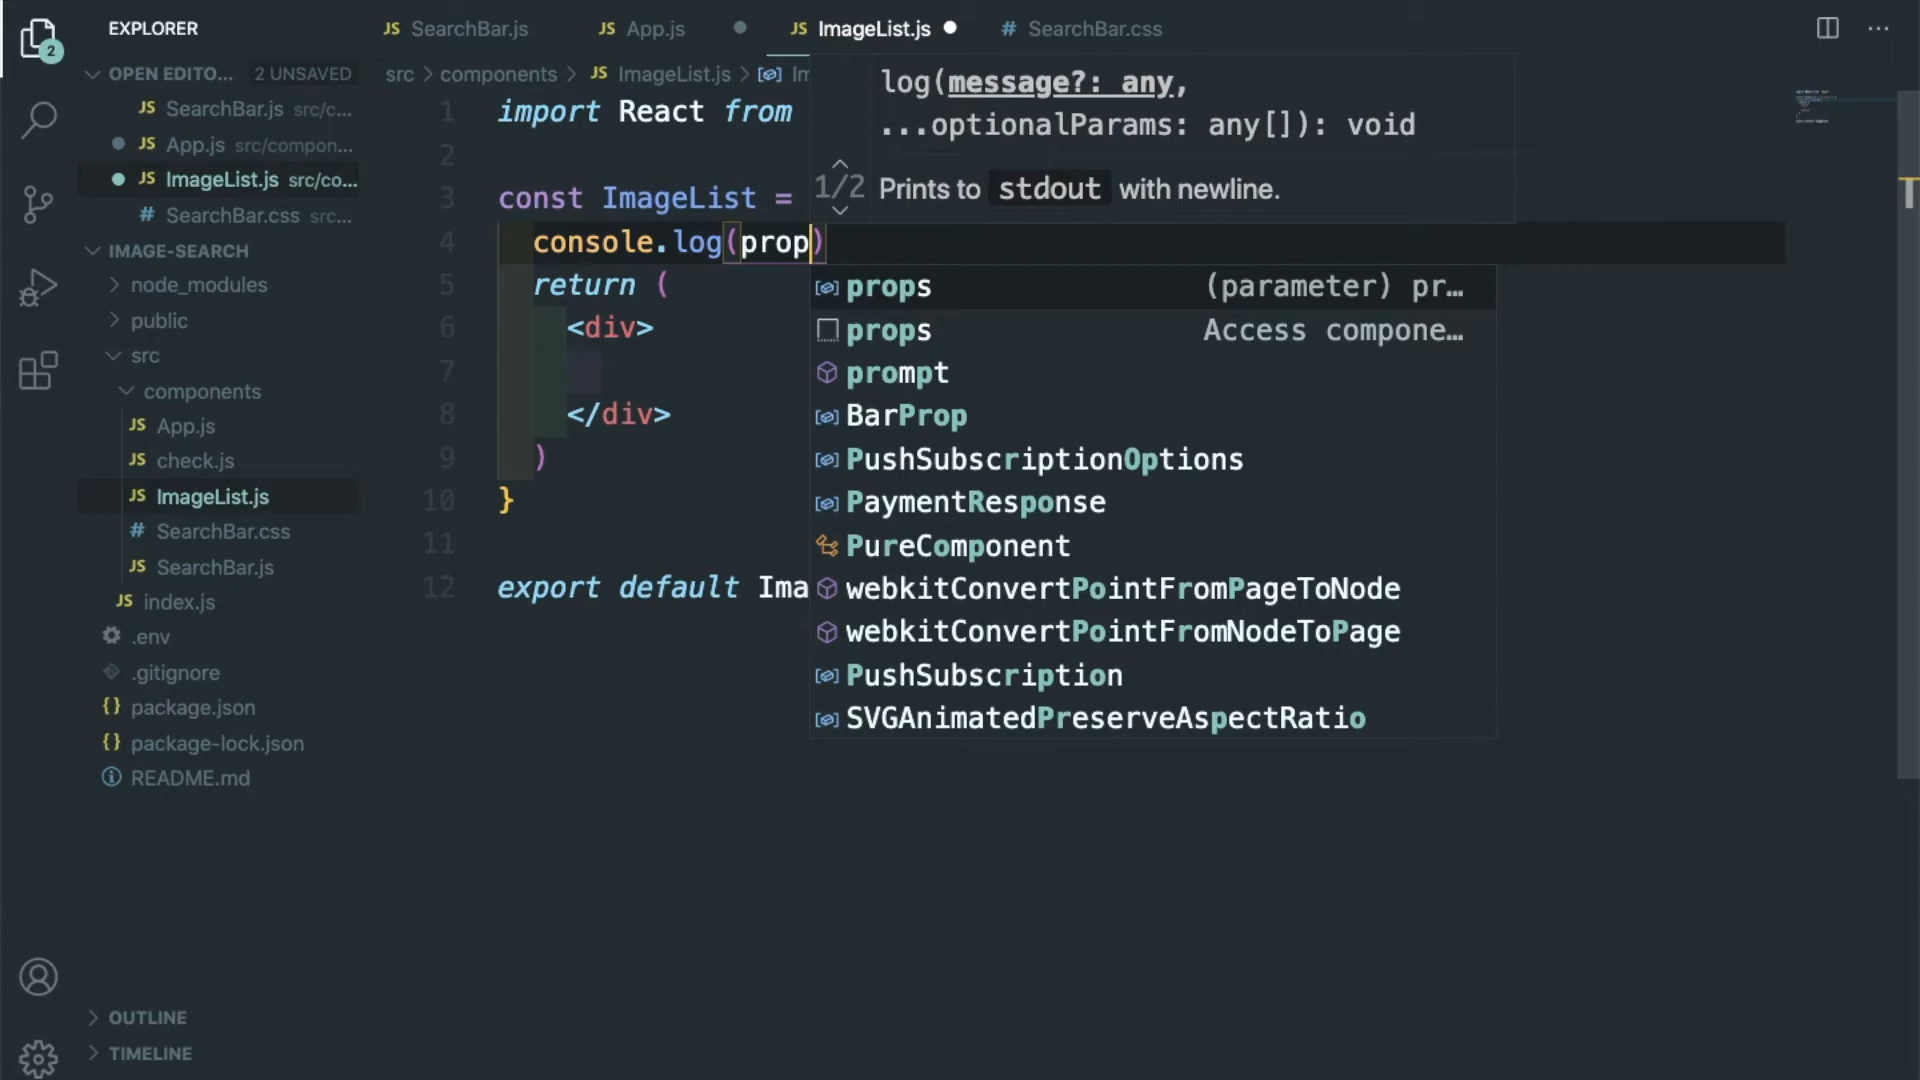 EXPLORER
OPEN EDITO... 2 UNSAVED
JS SearchBar.js src/c...
JS App.js src/compon...
JS ImageList.js src/co...
# SearchBar.css src...
IMAGE-SEARCH
node_modules
public
src
components
JS App.js
JS check.js
JS ImageList.js
# SearchBar.css
JS SearchBar.js
JS index.js
.env
.gitignore
{} package.json
{} package-lock.json
README.md
OUTLINE
TIMELINE
2
JS SearchBar.js JS App.js JS ImageList.js # SearchBar.css
src > components > JS ImageList.js > Im
1 import React from
2
3 const ImageList =
4 console.log(prop)
5 return (
6 <div>
7
8 </div>
9 )
10 }
11
12 export default Ima
log(message?: any,
...optionalParams: any[]): void
1/2 Prints to stdout with newline.
props (parameter) pr...
props Access compone...
prompt
BarProp
PushSubscriptionOptions
PaymentResponse
PureComponent
webkitConvertPointFromPageToNode
webkitConvertPointFromNodeToPage
PushSubscription
SVGAnimatedPreserveAspectRatio